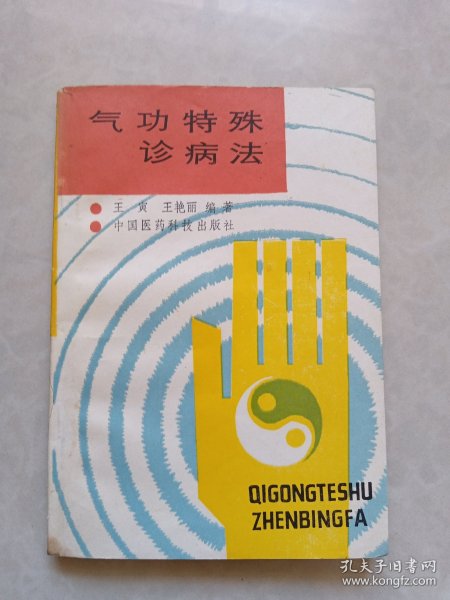 气功特殊
诊病法
王寅 王艳丽 编著
中国医药科技出版社
QIGONGTESHU
ZHENBINGFA
孔夫子旧书网
www.kongfz.com